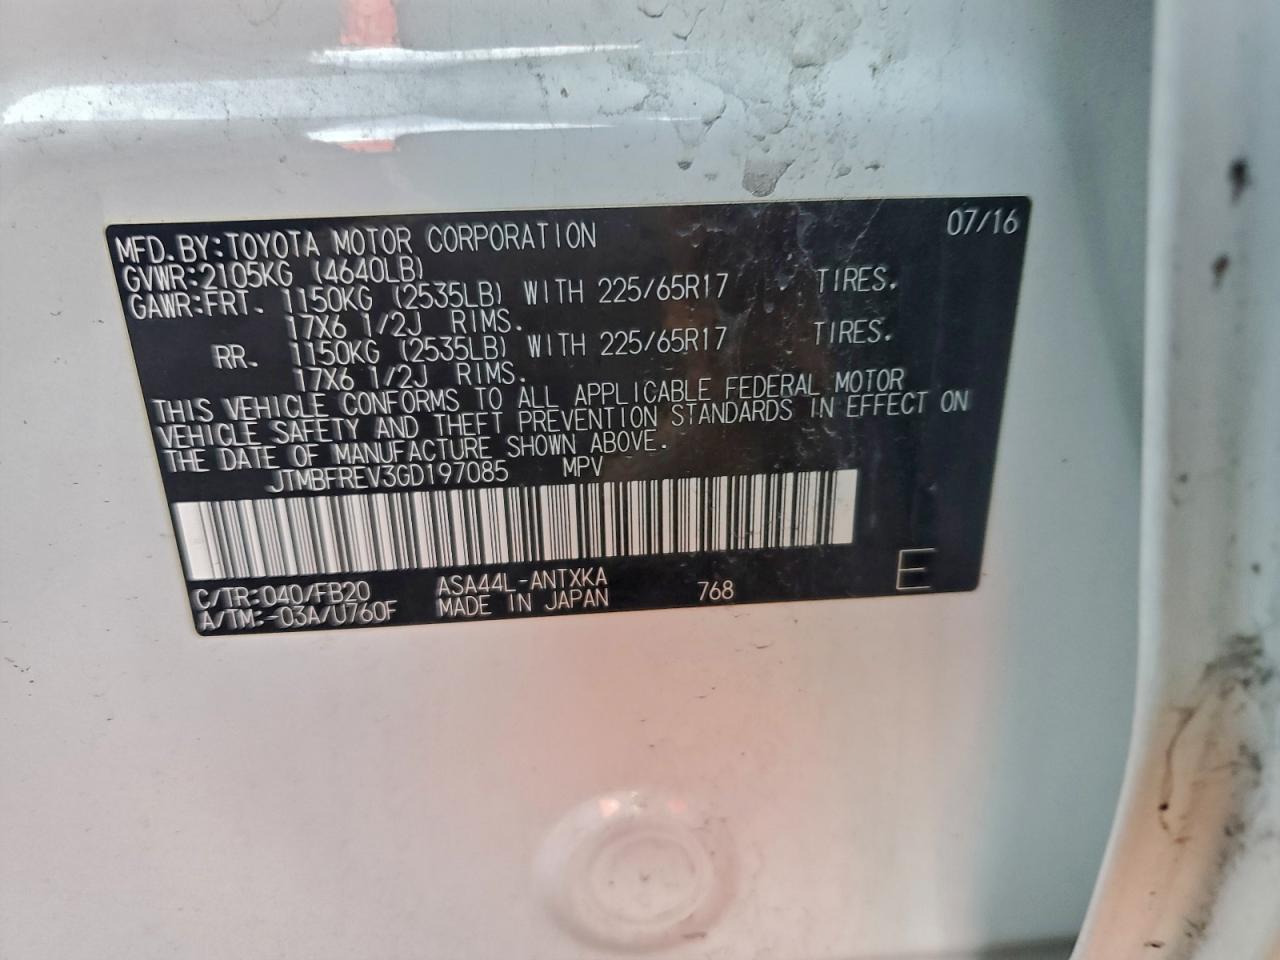 MFD.BY:TOYOTA MOTOR CORPORATION 07/16
GVWR:2105KG (4640LB)
GAWR:FRT. 1150KG (2535LB) WITH 225/65R17 TIRES.
17X6 1/2J RIMS.
RR. 1150KG (2535LB) WITH 225/65R17 TIRES.
17X6 1/2J RIMS.
THIS VEHICLE CONFORMS TO ALL APPLICABLE FEDERAL MOTOR
VEHICLE SAFETY AND THEFT PREVENTION STANDARDS IN EFFECT ON
THE DATE OF MANUFACTURE SHOWN ABOVE.
JTMBFREV3GD197085 MPV
C/TR:040/FB20 ASA44L-ANTXKA 768 E
A/TM:-03A/U760F MADE IN JAPAN